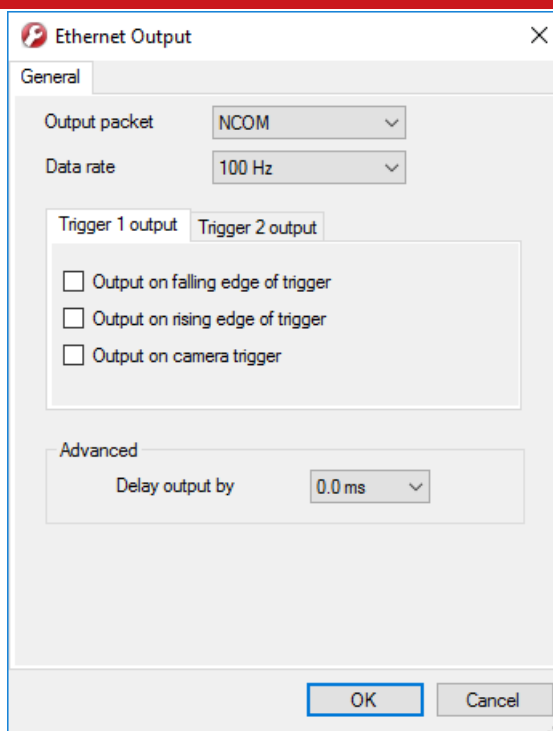 Ethernet Output
General
Output packet NCOM
Data rate 100 Hz
Trigger 1 output Trigger 2 output
Output on falling edge of trigger
Output on rising edge of trigger
Output on camera trigger
Advanced
Delay output by 0.0 ms
OK Cancel